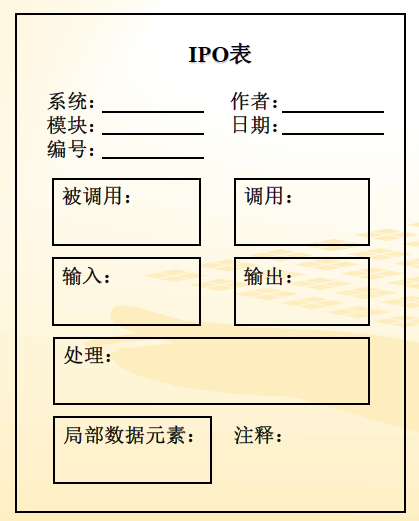 IPO表
系统： 作者：
模块： 日期：
编号：
被调用： 调用：
输入： 输出：
处理：
局部数据元素： 注释：